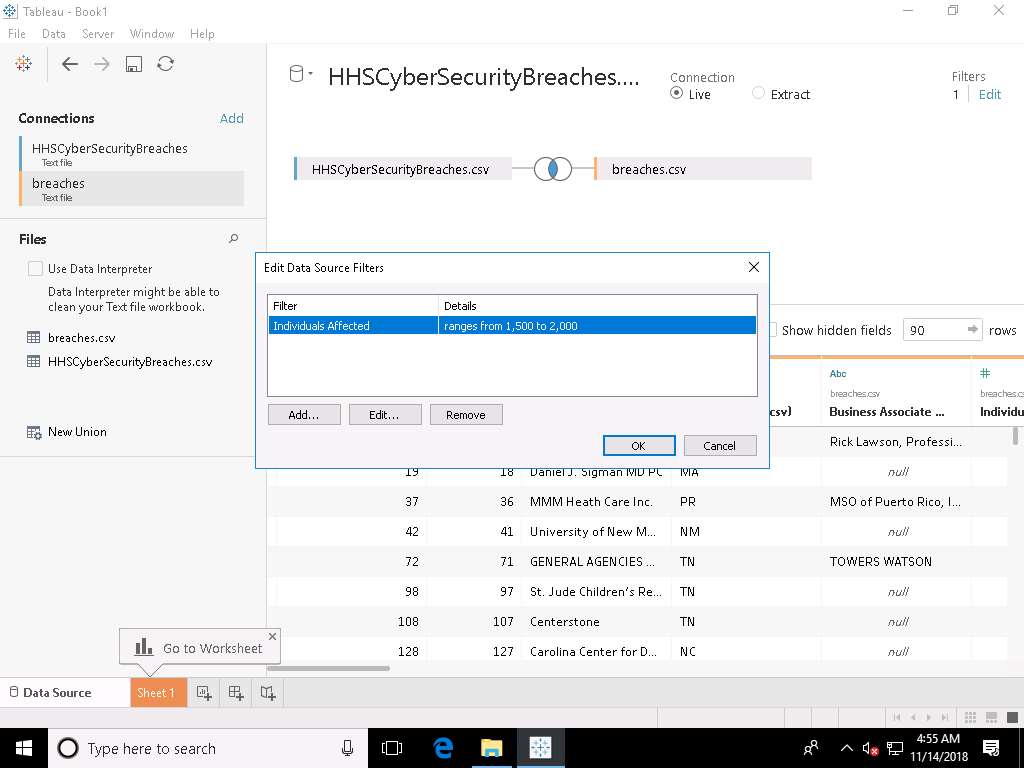 Tableau - Book1
File Data Server Window Help
HHSCyberSecurityBreaches....
Connection
Live Extract
Filters
1 Edit
Connections Add
HHSCyberSecurityBreaches
Text file
breaches
Text file
HHSCyberSecurityBreaches.csv breaches.csv
Files
Use Data Interpreter
Data Interpreter might be able to
clean your Text file workbook.
breaches.csv
HHSCyberSecurityBreaches.csv
New Union
Edit Data Source Filters
Filter Details
Individuals Affected ranges from 1,500 to 2,000
Add... Edit... Remove
OK Cancel
Show hidden fields 90 rows
Abc #
breaches.csv breaches.cs
csv) Business Associate ... Individu
Rick Lawson, Professi...
19 18 Daniel J. Sigman MD PC MA null
37 36 MMM Heath Care Inc. PR MSO of Puerto Rico, I...
42 41 University of New M... NM null
72 71 GENERAL AGENCIES ... TN TOWERS WATSON
98 97 St. Jude Children's Re... TN null
108 107 Centerstone TN null
128 127 Carolina Center for D... NC null
Go to Worksheet
Data Source Sheet 1
Type here to search
4:55 AM
11/14/2018